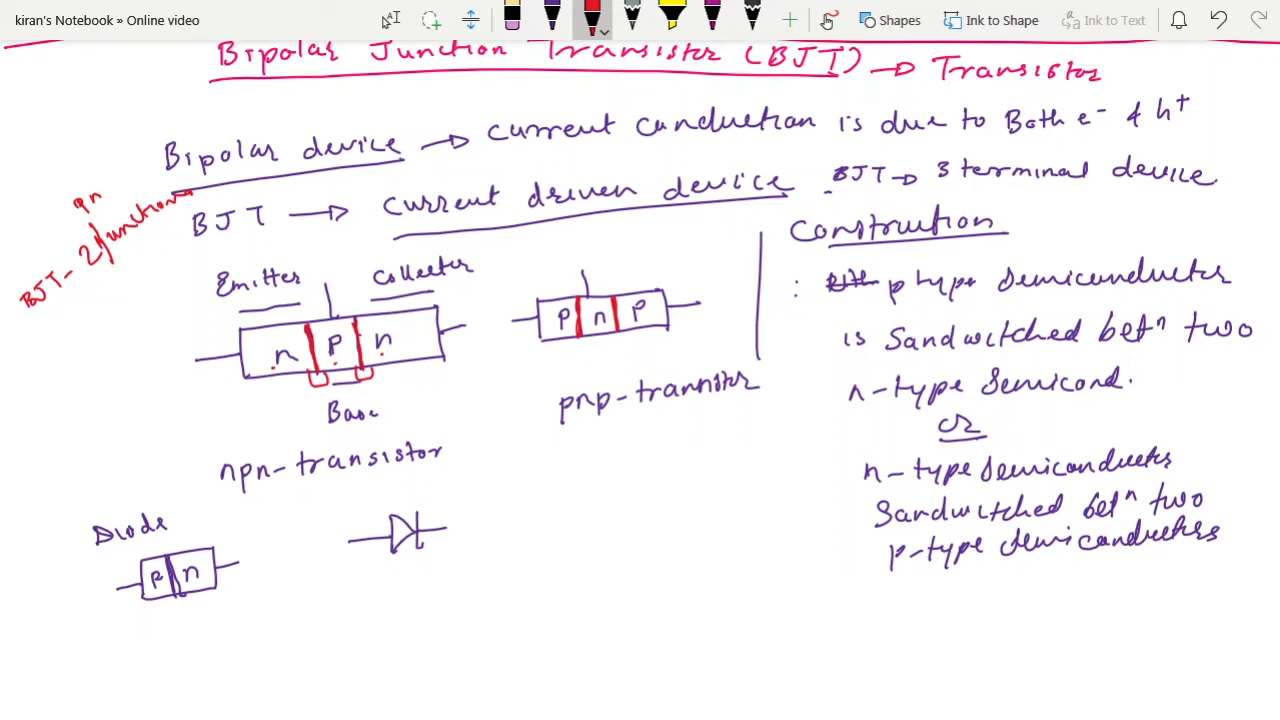 kiran's Notebook » Online video
Shapes
Ink to Shape
Ink to Text
Bipolar Junction Transistor (BJT) → Transistor
Bipolar device → current conduction is due to Both e⁻ & h⁺
BJT → current driven device
BJT → 3 terminal device
BJT - 2 junctions
Emitter
Collector
n p n
Base
npn-transistor
p n p
pnp-transistor
Construction
: p type semiconductor
is Sandwitched betⁿ two
n-type Semicond.
or
n-type semiconductor
Sandwitched betⁿ two
p-type semiconductors
Diode
p n